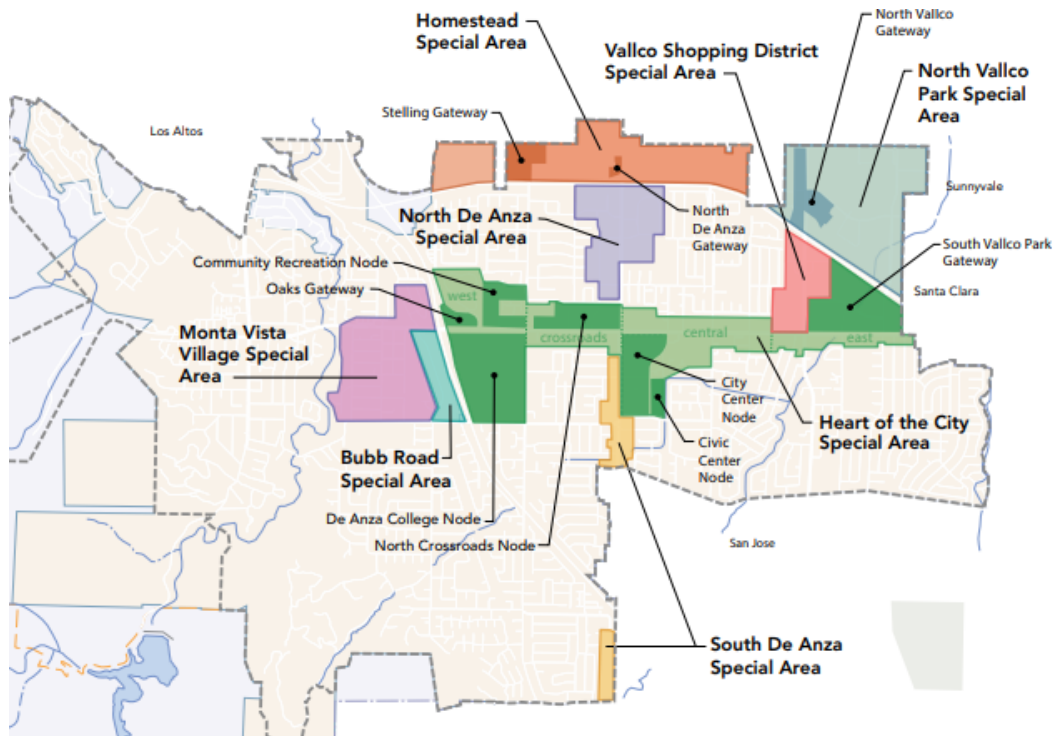 Homestead
Special Area
North Vallco
Gateway
Vallco Shopping District
Special Area
North Vallco
Park Special
Area
Stelling Gateway
Los Altos
Sunnyvale
North De Anza
Special Area
North
De Anza
Gateway
South Vallco Park
Gateway
Community Recreation Node
Oaks Gateway
Santa Clara
west
crossroads
central
east
Monta Vista
Village Special
Area
City
Center
Node
Heart of the City
Special Area
Civic
Center
Node
Bubb Road
Special Area
De Anza College Node
North Crossroads Node
San Jose
South De Anza
Special Area